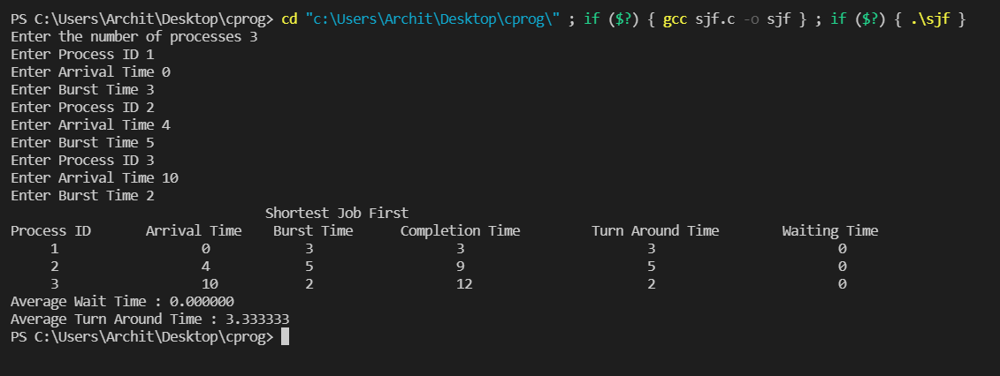 PS C:\Users\Archit\Desktop\cprog> cd "c:\Users\Archit\Desktop\cprog\" ; if ($?) { gcc sjf.c -o sjf } ; if ($?) { .\sjf }
Enter the number of processes 3
Enter Process ID 1
Enter Arrival Time 0
Enter Burst Time 3
Enter Process ID 2
Enter Arrival Time 4
Enter Burst Time 5
Enter Process ID 3
Enter Arrival Time 10
Enter Burst Time 2
Shortest Job First
Process ID Arrival Time Burst Time Completion Time Turn Around Time Waiting Time
1 0 3 3 3 0
2 4 5 9 5 0
3 10 2 12 2 0
Average Wait Time : 0.000000
Average Turn Around Time : 3.333333
PS C:\Users\Archit\Desktop\cprog>